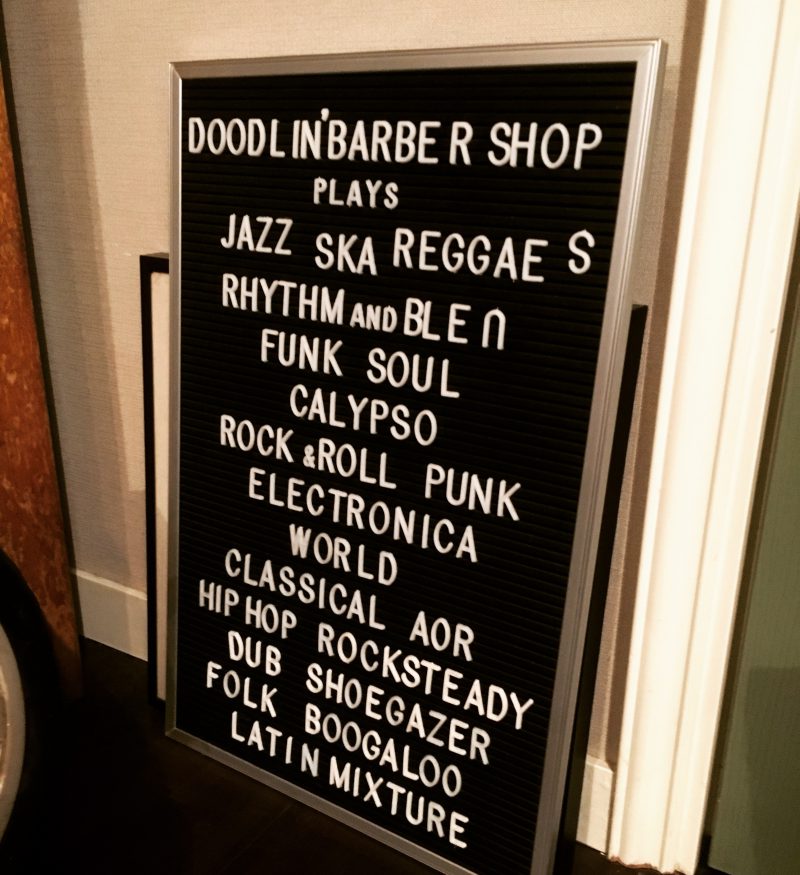 DOODLIN'BARBER SHOP
PLAYS
JAZZ SKA REGGAE S
RHYTHM AND BLE U
FUNK SOUL
CALYPSO
ROCK &ROLL PUNK
ELECTRONICA
WORLD
CLASSICAL AOR
HIP HOP ROCKSTEADY
DUB SHOEGAZER
FOLK BOOGALOO
LATIN MIXTURE